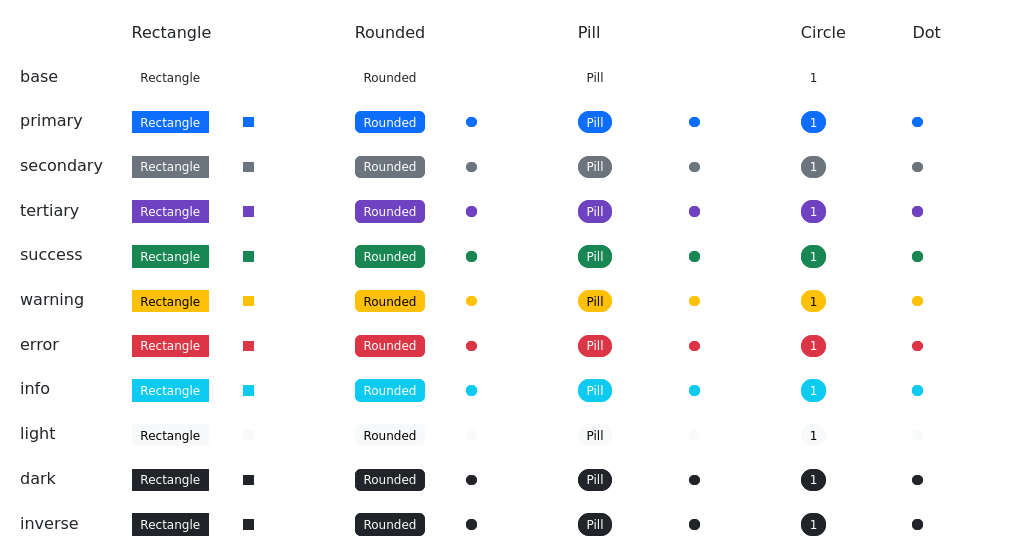 Rectangle Rounded Pill Circle Dot
base Rectangle Rounded Pill 1
primary Rectangle Rounded Pill 1
secondary Rectangle Rounded Pill 1
tertiary Rectangle Rounded Pill 1
success Rectangle Rounded Pill 1
warning Rectangle Rounded Pill 1
error Rectangle Rounded Pill 1
info Rectangle Rounded Pill 1
light Rectangle Rounded Pill 1
dark Rectangle Rounded Pill 1
inverse Rectangle Rounded Pill 1